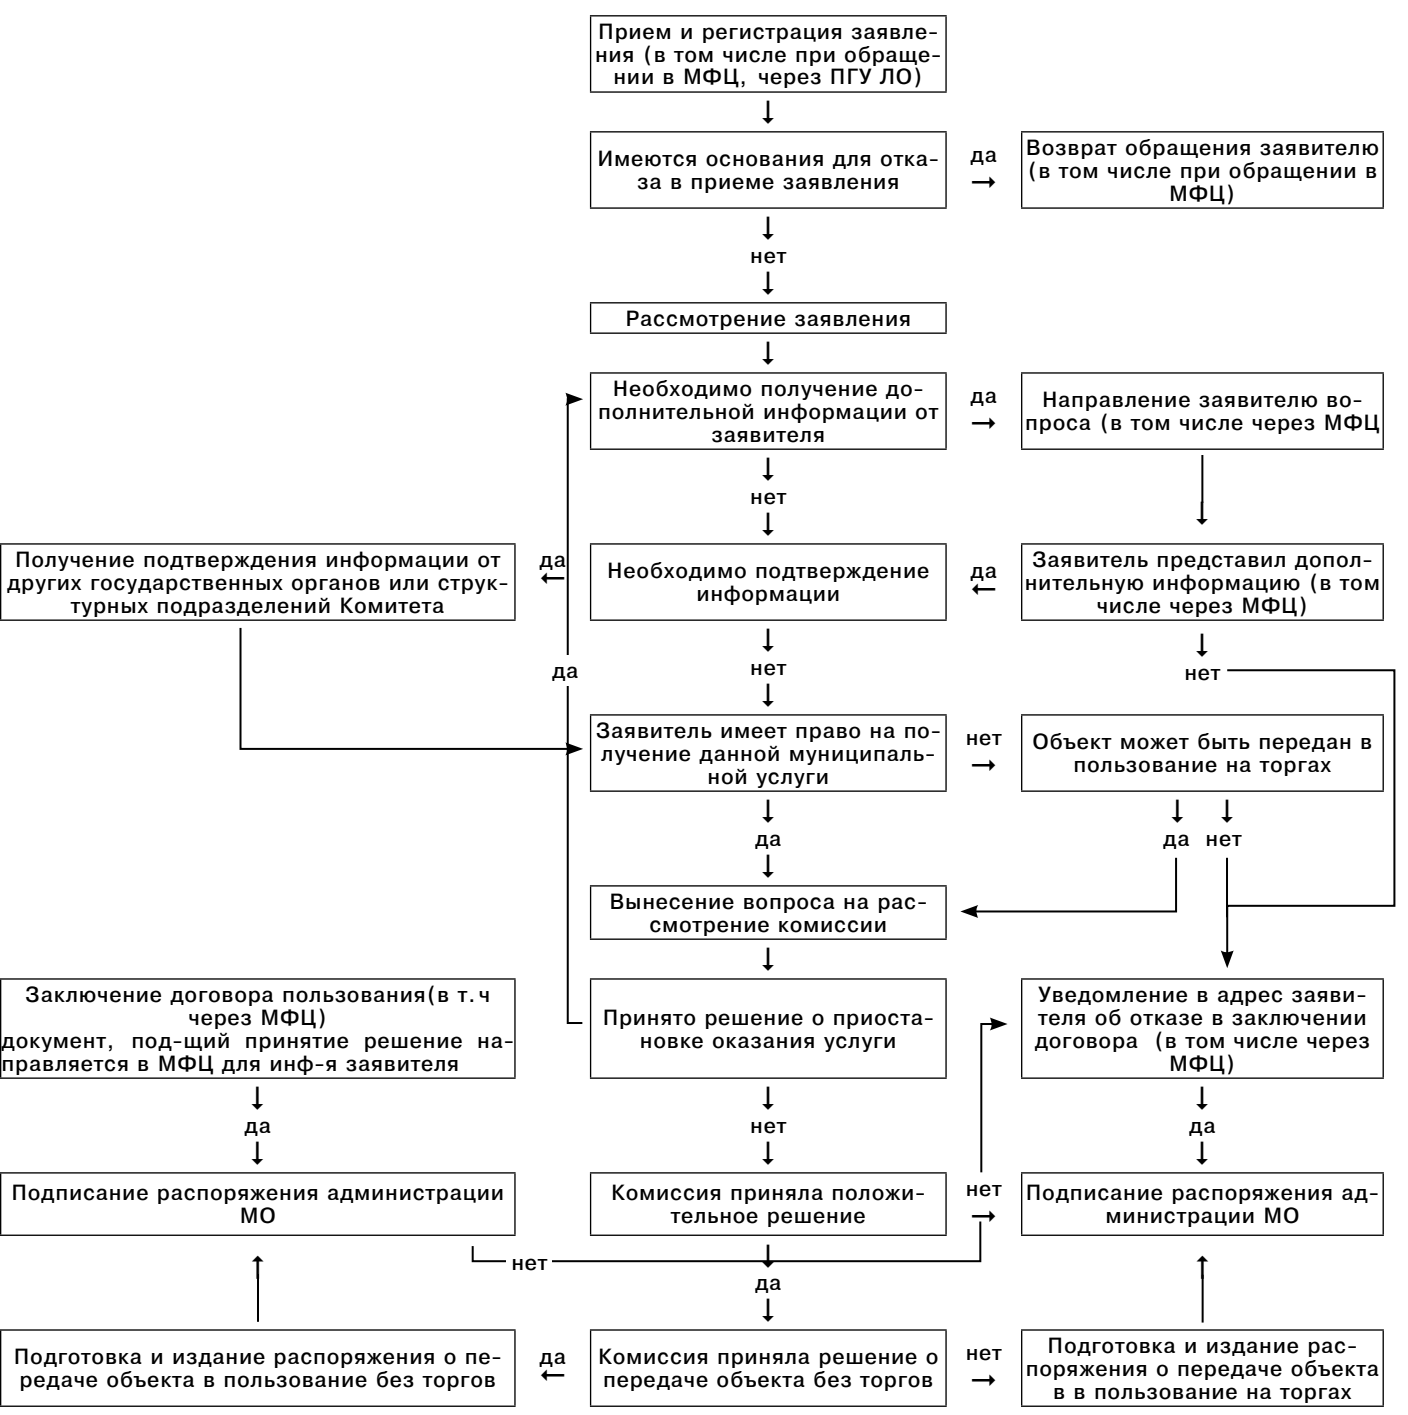 Прием и регистрация заявле-
ния (в том числе при обраще-
нии в МФЦ, через ПГУ ЛО)
Имеются основания для отка-
за в приеме заявления
да
Возврат обращения заявителю
(в том числе при обращении в
МФЦ)
нет
Рассмотрение заявления
Необходимо получение до-
полнительной информации от
заявителя
да
Направление заявителю во-
проса (в том числе через МФЦ
нет
Получение подтверждения информации от
других государственных органов или струк-
турных подразделений Комитета
да
Необходимо подтверждение
информации
да
Заявитель представил допол-
нительную информацию (в том
числе через МФЦ)
да
нет
нет
Заявитель имеет право на по-
лучение данной муниципаль-
ной услуги
нет
Объект может быть передан в
пользование на торгах
да
да нет
Вынесение вопроса на рас-
смотрение комиссии
Заключение договора пользования(в т.ч
через МФЦ)
документ, под-щий принятие решение на-
правляется в МФЦ для инф-я заявителя
Принято решение о приоста-
новке оказания услуги
Уведомление в адрес заяви-
теля об отказе в заключении
договора (в том числе через
МФЦ)
да
нет
да
Подписание распоряжения администрации
МО
Комиссия приняла положи-
тельное решение
нет
Подписание распоряжения ад-
министрации МО
нет
да
Подготовка и издание распоряжения о пе-
редаче объекта в пользование без торгов
да
Комиссия приняла решение о
передаче объекта без торгов
нет
Подготовка и издание рас-
поряжения о передаче объекта
в в пользование на торгах